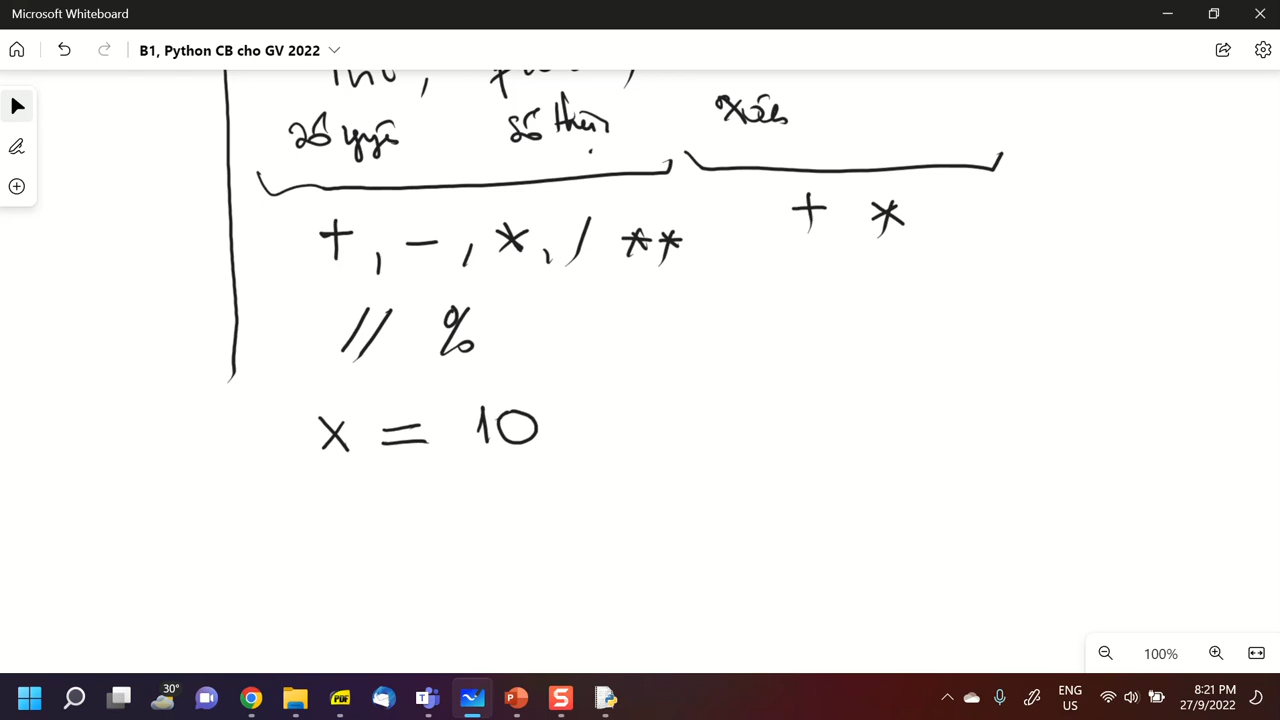 Microsoft Whiteboard
B1, Python CB cho GV 2022
số nguyên số thực xâu
+, -, *, / ** + *
// %
x = 10
100%
30°
PDF
ENG
US
8:21 PM
27/9/2022